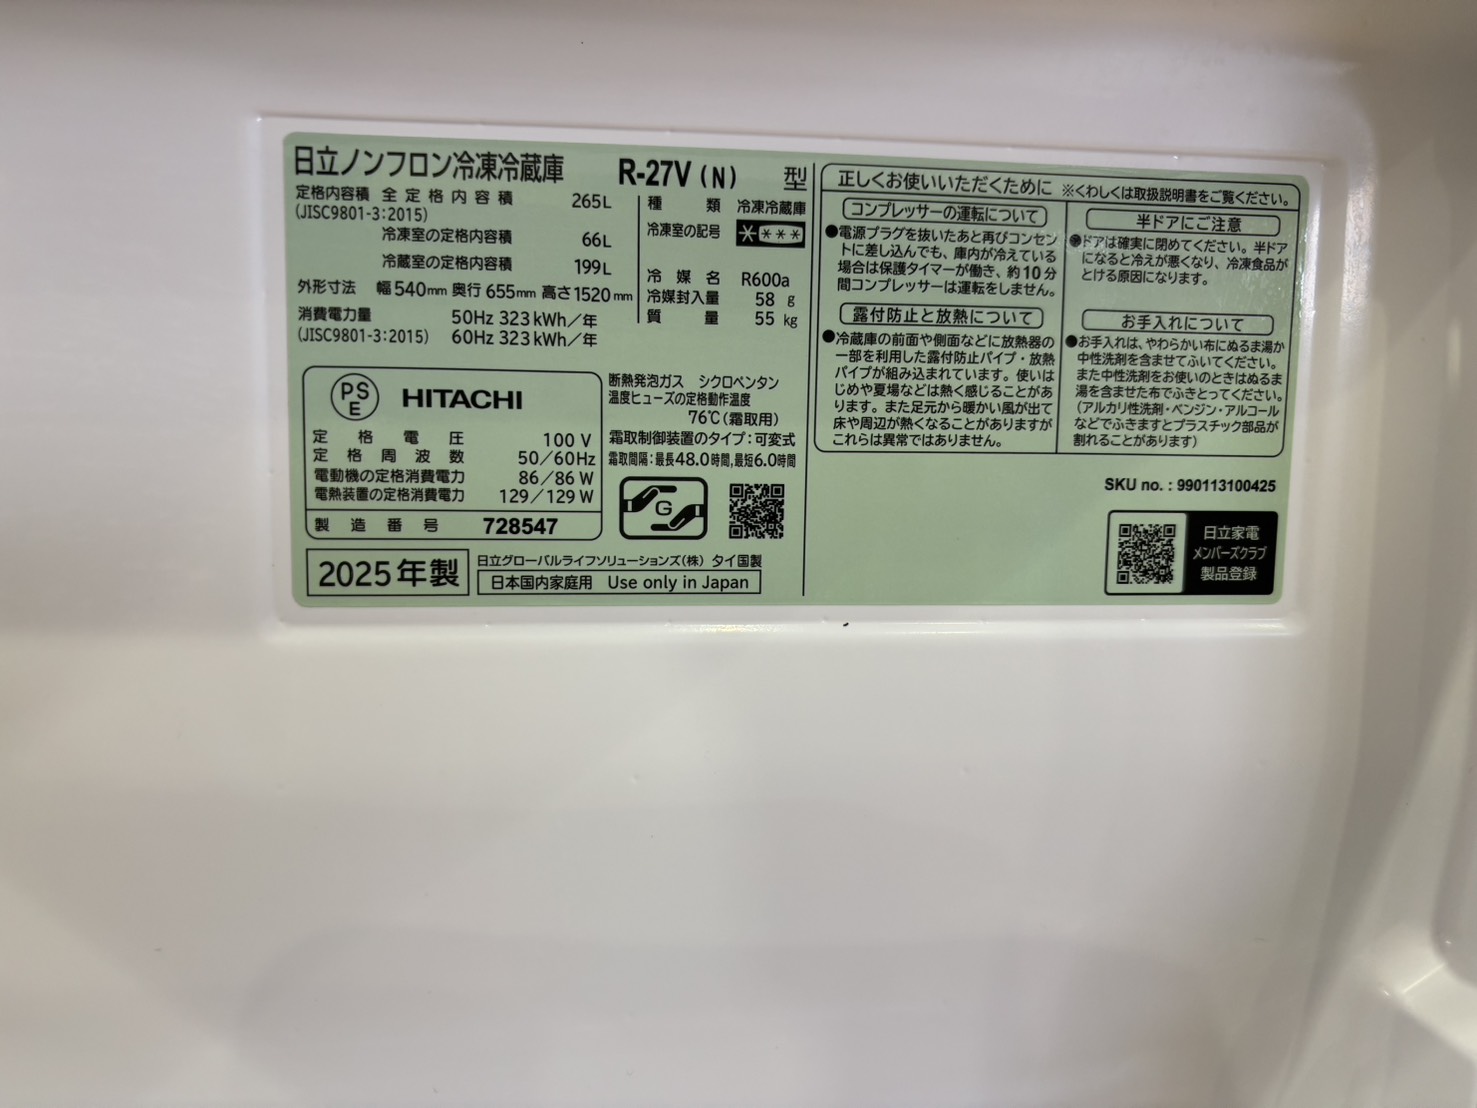 日立ノンフロン冷凍冷蔵庫 R-27V (N) 型
定格内容積 全定格内容積 265L
(JISC9801-3:2015)
冷凍室の定格内容積 66L
冷蔵室の定格内容積 199L
外形寸法 幅540mm 奥行655mm 高さ1520mm
消費電力量 50Hz 323kWh/年
(JISC9801-3:2015) 60Hz 323kWh/年
種類 冷凍冷蔵庫
冷凍室の記号
冷媒名 R600a
冷媒封入量 58 g
質量 55 kg
PS
E
HITACHI
定格電圧 100 V
定格周波数 50/60Hz
電動機の定格消費電力 86/86 W
電熱装置の定格消費電力 129/129 W
製造番号 728547
断熱発泡ガス シクロペンタン
温度ヒューズの定格動作温度
76℃(霜取用)
霜取制御装置のタイプ:可変式
霜取間隔:最長48.0時間,最短6.0時間
G
2025年製
日立グローバルライフソリューションズ(株) タイ国製
日本国内家庭用 Use only in Japan
正しくお使いいただくために ※くわしくは取扱説明書をご覧ください。
コンプレッサーの運転について
●電源プラグを抜いたあと再びコンセン
トに差し込んでも、庫内が冷えている
場合は保護タイマーが働き、約10分
間コンプレッサーは運転をしません。
露付防止と放熱について
●冷蔵庫の前面や側面などに放熱器の
一部を利用した露付防止パイプ・放熱
パイプが組み込まれています。使いは
じめや夏場などは熱く感じることがあ
ります。また足元から暖かい風が出て
床や周辺が熱くなることがありますが
これらは異常ではありません。
半ドアにご注意
●ドアは確実に閉めてください。半ドア
になると冷えが悪くなり、冷凍食品が
とける原因になります。
お手入れについて
●お手入れは、やわらかい布にぬるま湯か
中性洗剤を含ませてふいてください。
また中性洗剤をお使いのときはぬるま
湯を含ませた布でふきとってください。
(アルカリ性洗剤・ベンジン・アルコール
などでふきますとプラスチック部品が
割れることがあります)
SKU no. : 990113100425
日立家電
メンバーズクラブ
製品登録